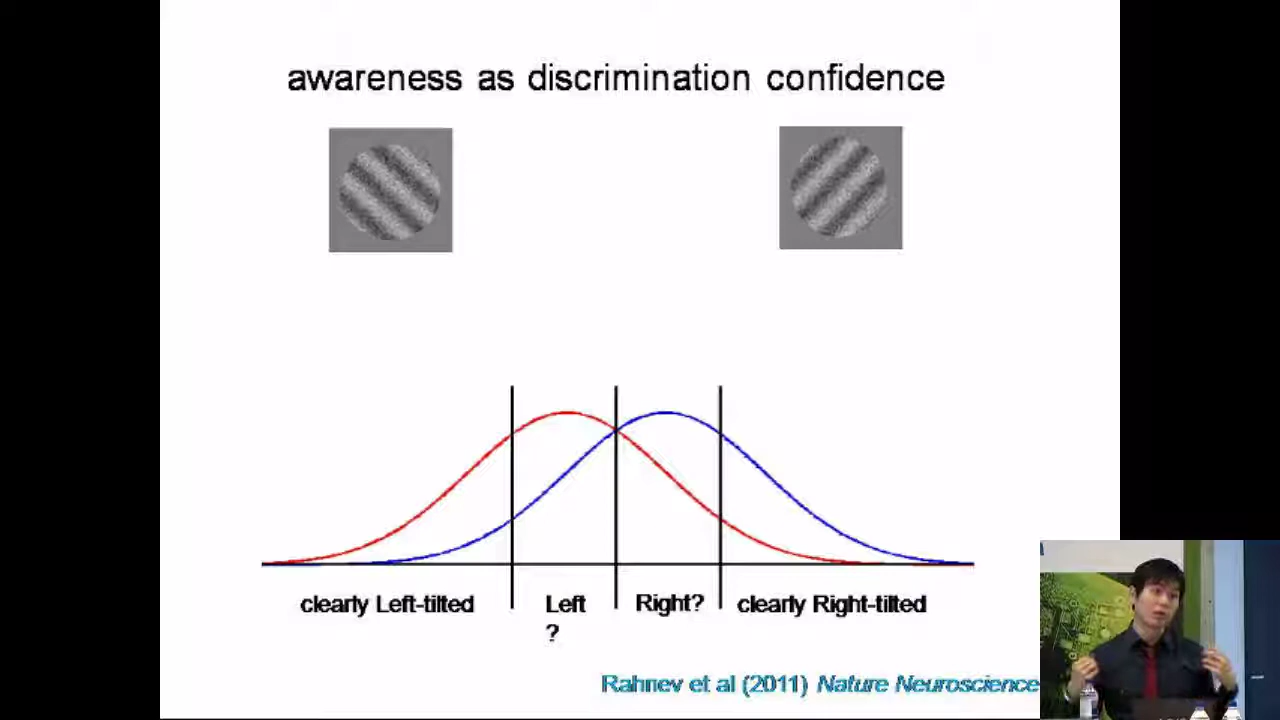 awareness as discrimination confidence
clearly Left-tilted
Left
?
Right?
clearly Right-tilted
Rahnev et al (2011) Nature Neuroscience